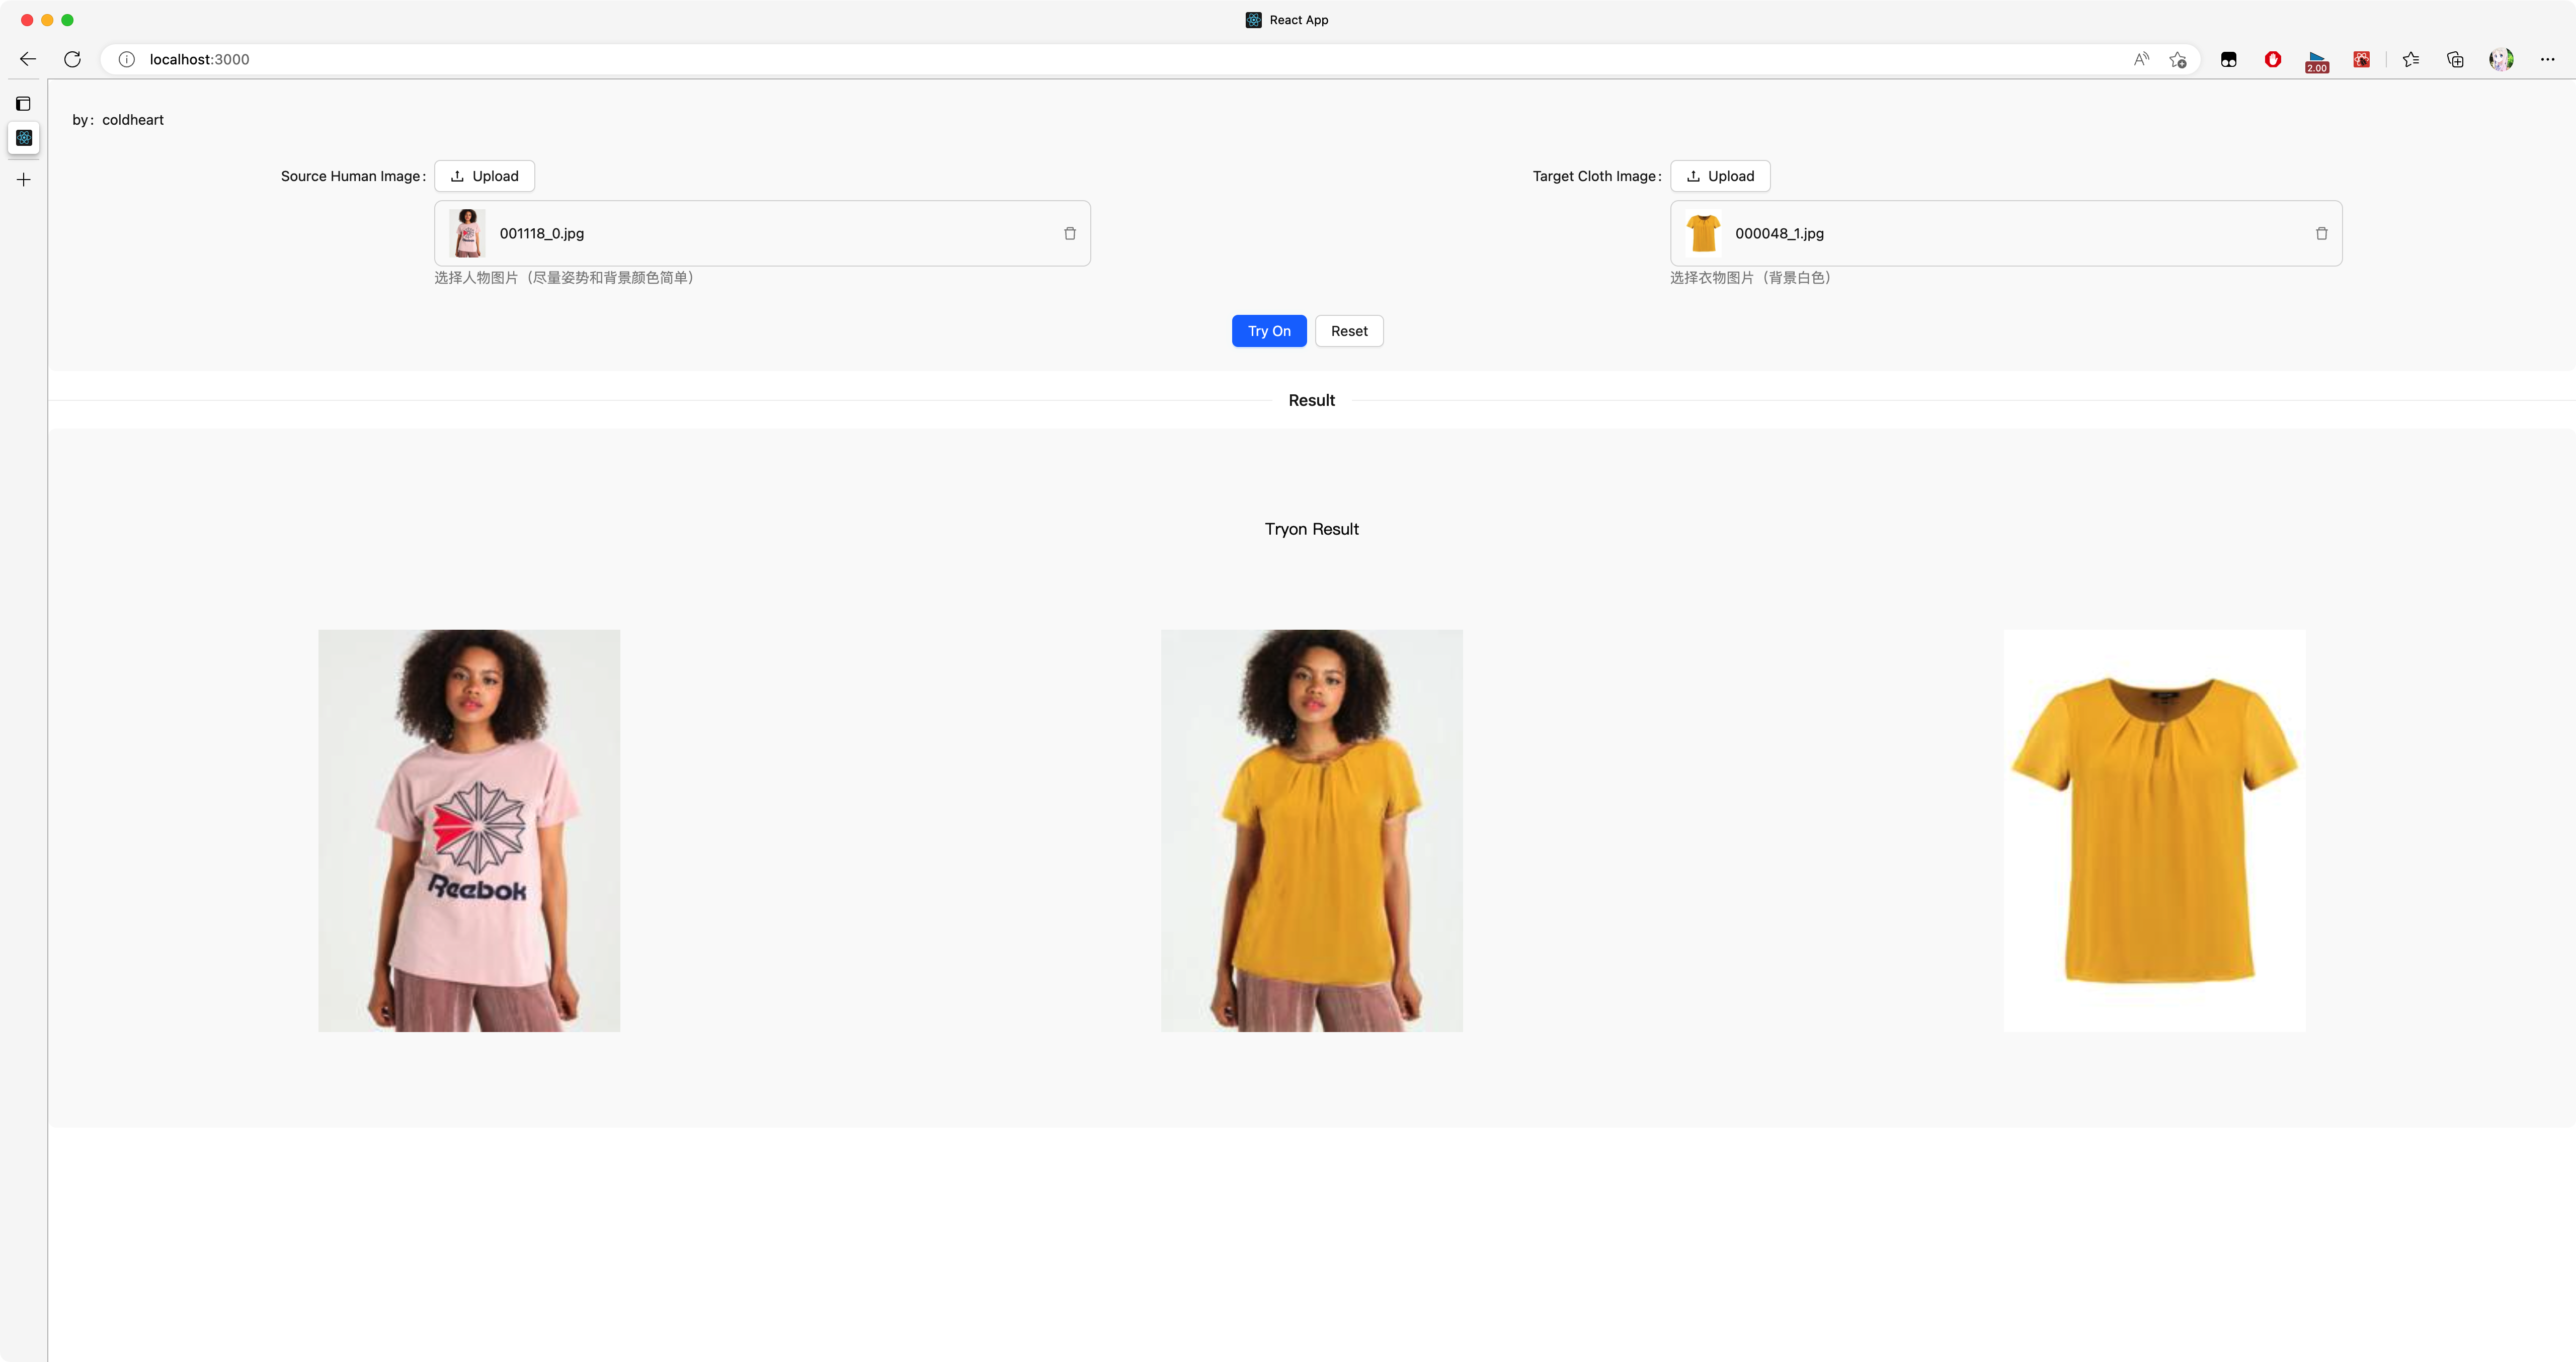 React App
localhost:3000
2.00
by: coldheart
Source Human Image:
Upload
Target Cloth Image:
Upload
001118_0.jpg
000048_1.jpg
选择人物图片（尽量姿势和背景颜色简单）
选择衣物图片（背景白色）
Try On
Reset
Result
Tryon Result
Reebok